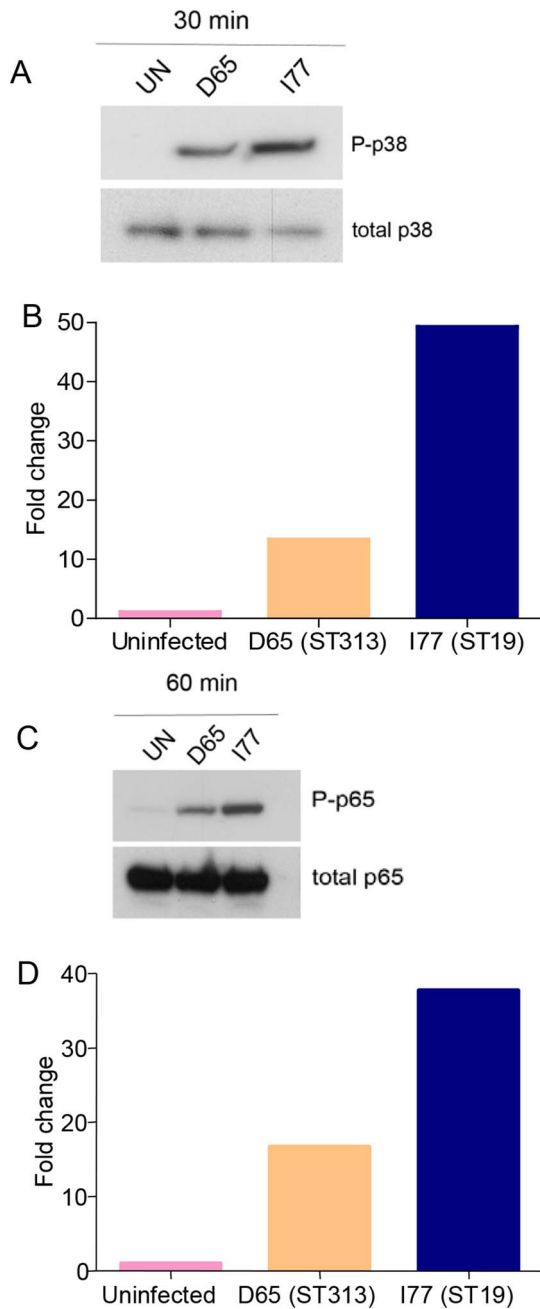 30 min
A
UN D65 I77
P-p38
total p38
B
Fold change
50
40
30
20
10
0
Uninfected D65 (ST313) I77 (ST19)
60 min
C
UN D65 I77
P-p65
total p65
D
Fold change
40
30
20
10
0
Uninfected D65 (ST313) I77 (ST19)